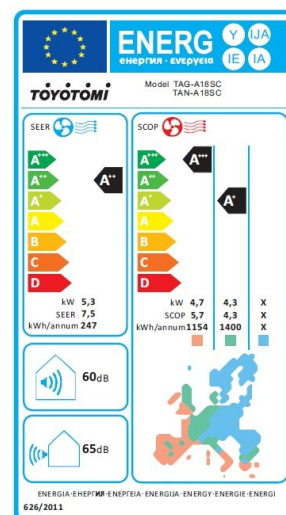 ENERG Y IJA
енергия · ενεργεια IE IA
TOYOTOMI
Model TAG-A18SC
TAN-A18SC
SEER
SCOP
A+++
A++
A+
A
B
C
D
A++
A+++
A++
A+
A
B
C
D
A+++
A+
kW 5,3
SEER 7,5
kWh/annum 247
kW 4,7 4,3 X
SCOP 5,7 4,3 X
kWh/annum 1154 1400 X
60dB
65dB
ENERGIA·ЕНЕРГИЯ·ΕΝΕΡΓΕΙΑ·ENERGIJA·ENERGY·ENERGIE·ENERGI
626/2011